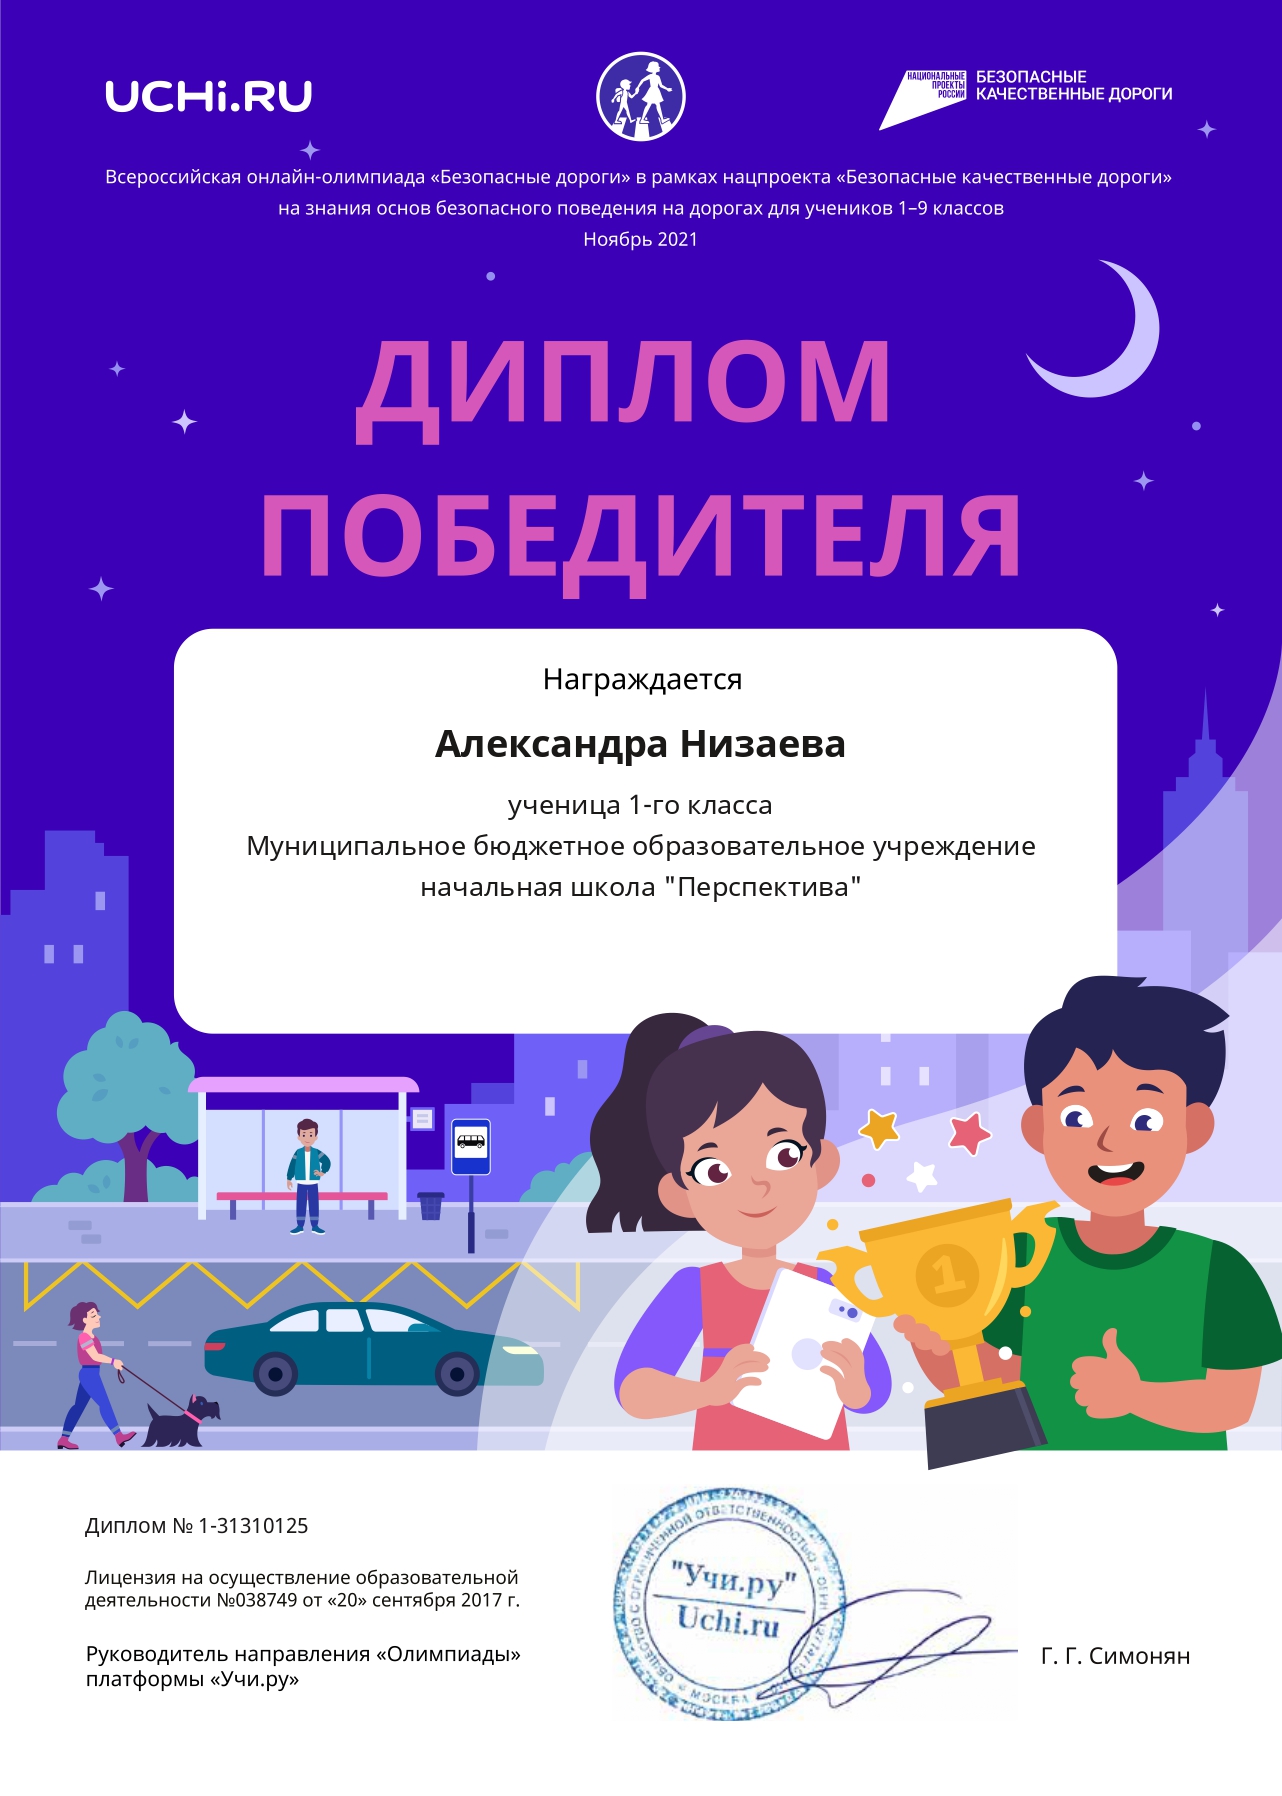 UCHi.RU
НАЦИОНАЛЬНЫЕ
ПРОЕКТЫ
РОССИИ
БЕЗОПАСНЫЕ
КАЧЕСТВЕННЫЕ ДОРОГИ
Всероссийская онлайн-олимпиада «Безопасные дороги» в рамках нацпроекта «Безопасные качественные дороги»
на знания основ безопасного поведения на дорогах для учеников 1–9 классов
Ноябрь 2021
ДИПЛОМ
ПОБЕДИТЕЛЯ
Награждается
Александра Низаева
ученица 1-го класса
Муниципальное бюджетное образовательное учреждение
начальная школа "Перспектива"
1
Диплом № 1-31310125
Лицензия на осуществление образовательной
деятельности №038749 от «20» сентября 2017 г.
Руководитель направления «Олимпиады»
платформы «Учи.ру»
ОБЩЕСТВО С ОГРАНИЧЕННОЙ ОТВЕТСТВЕННОСТЬЮ
"Учи.ру"
Uchi.ru
МОСКВА
Г. Г. Симонян